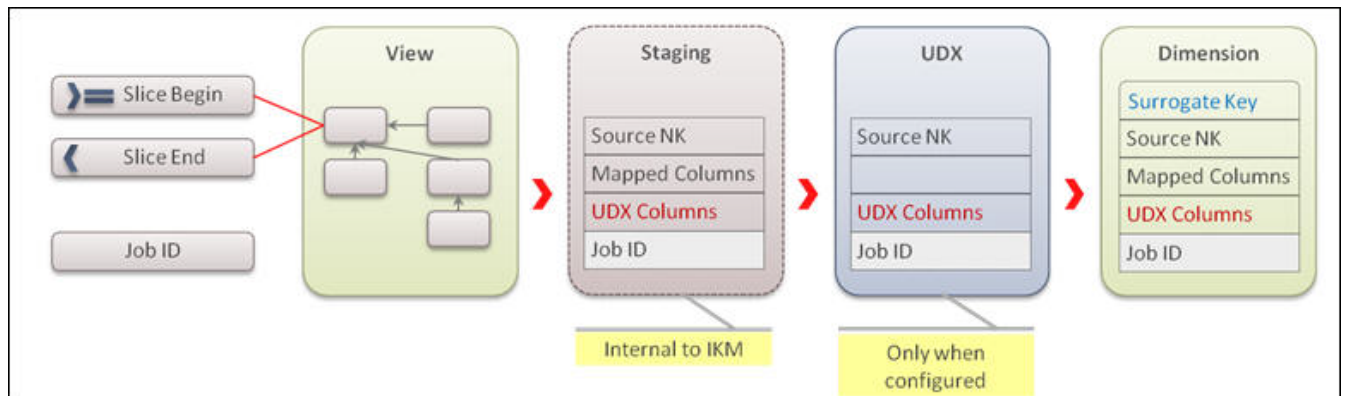 View
Slice Begin
Slice End
Job ID
Staging
Source NK
Mapped Columns
UDX Columns
Job ID
Internal to IKM
UDX
Source NK
UDX Columns
Job ID
Only when
configured
Dimension
Surrogate Key
Source NK
Mapped Columns
UDX Columns
Job ID